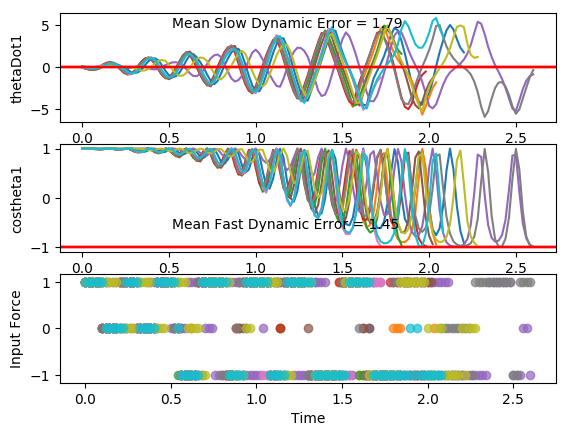 Mean Slow Dynamic Error = 1.79
thetaDot1
5
0
−5
0.0 0.5 1.0 1.5 2.0 2.5
costheta1
1
0
−1
Mean Fast Dynamic Error = 1.45
0.0 0.5 1.0 1.5 2.0 2.5
Input Force
1
0
−1
0.0 0.5 1.0 1.5 2.0 2.5
Time